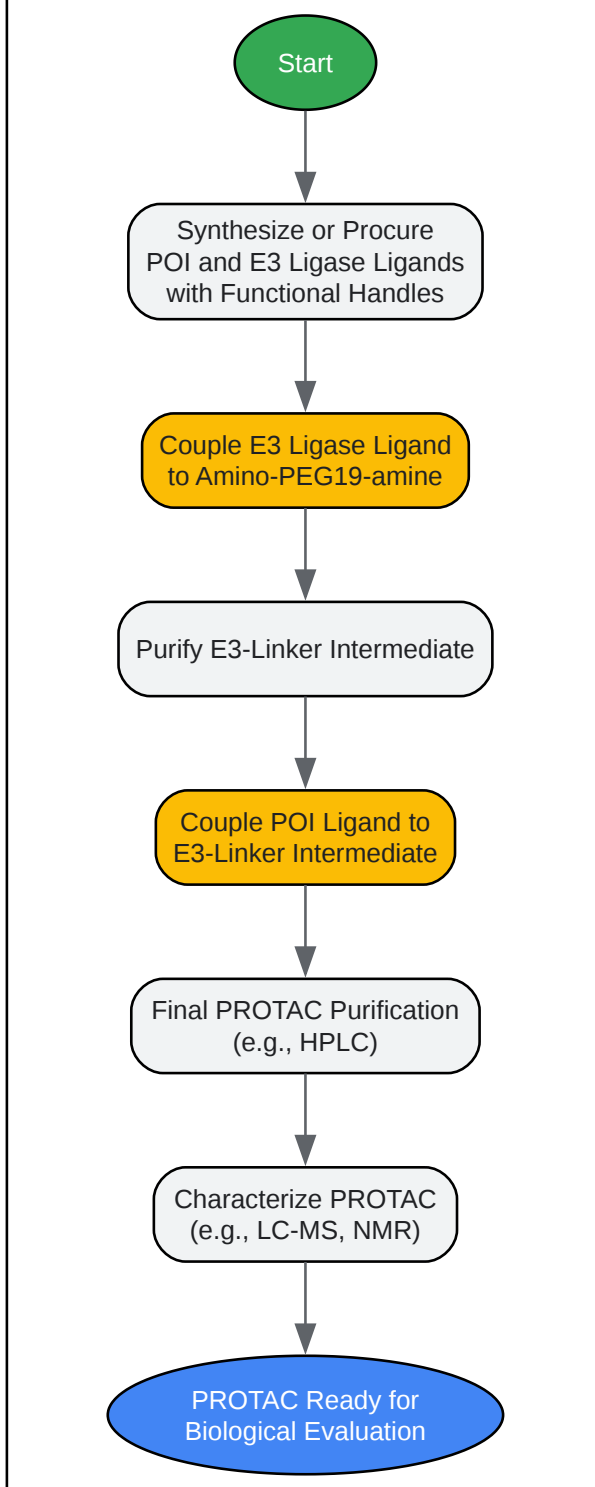 Start
Synthesize or Procure
POI and E3 Ligase Ligands
with Functional Handles
Couple E3 Ligase Ligand
to Amino-PEG19-amine
Purify E3-Linker Intermediate
Couple POI Ligand to
E3-Linker Intermediate
Final PROTAC Purification
(e.g., HPLC)
Characterize PROTAC
(e.g., LC-MS, NMR)
PROTAC Ready for
Biological Evaluation